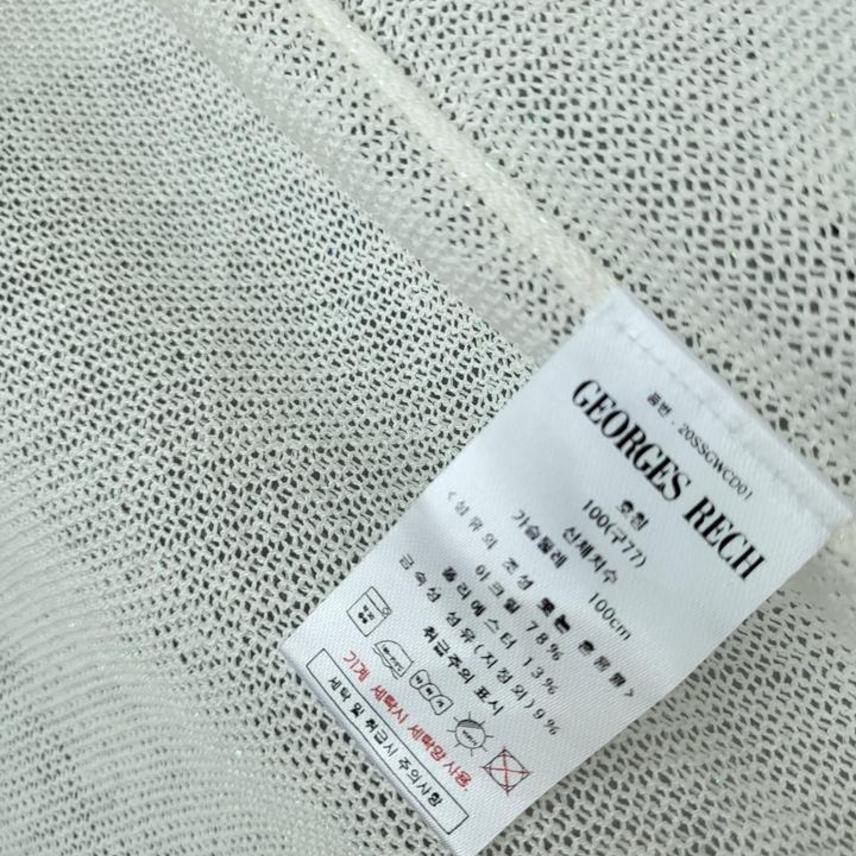 품번 : 20SSGWCD01
GEORGES RECH
호칭
100(구77)
신체치수
가슴둘레 100cm
<섬유의 조성 또는 혼용률>
아크릴 78%
폴리에스터 13%
금속성 섬유(지정외)9%
취급주의 표시
기계 세탁시 세탁망 사용.
세탁 및 취급시 주의사항